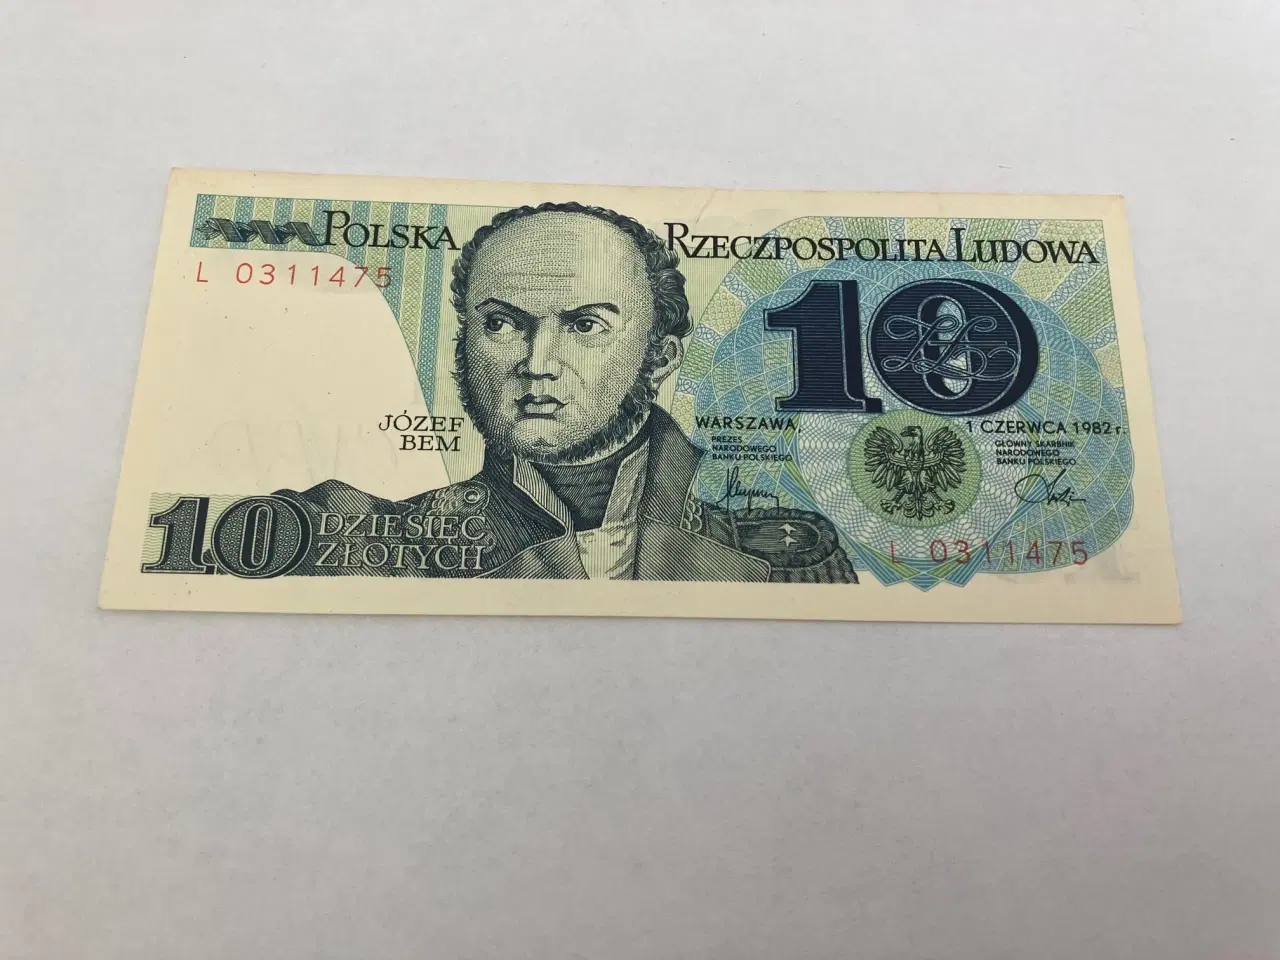 POLSKA RZECZPOSPOLITA LUDOWA
L 0311475
10
JÓZEF
BEM
WARSZAWA, 1 CZERWCA 1982 r.
PREZES
NARODOWEGO
BANKU POLSKIEGO
GŁÓWNY SKARBNIK
NARODOWEGO
BANKU POLSKIEGO
10 DZIESIĘĆ
ZŁOTYCH
L 0311475